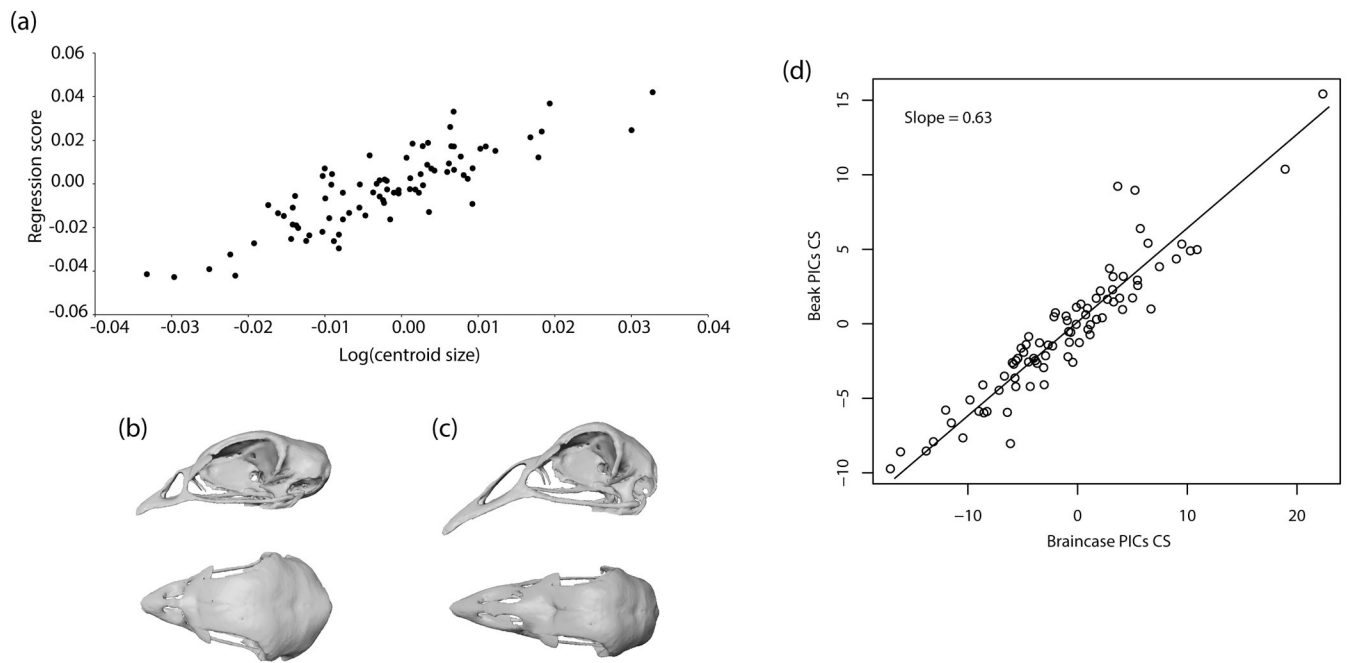 (a)
0.06
0.04
0.02
0.00
-0.02
-0.04
-0.06
Regression score
-0.04 -0.03 -0.02 -0.01 0.00 0.01 0.02 0.03 0.04
Log(centroid size)
(b)
(c)
(d)
Slope = 0.63
15
10
5
0
−5
−10
Beak PICs CS
−10 0 10 20
Braincase PICs CS